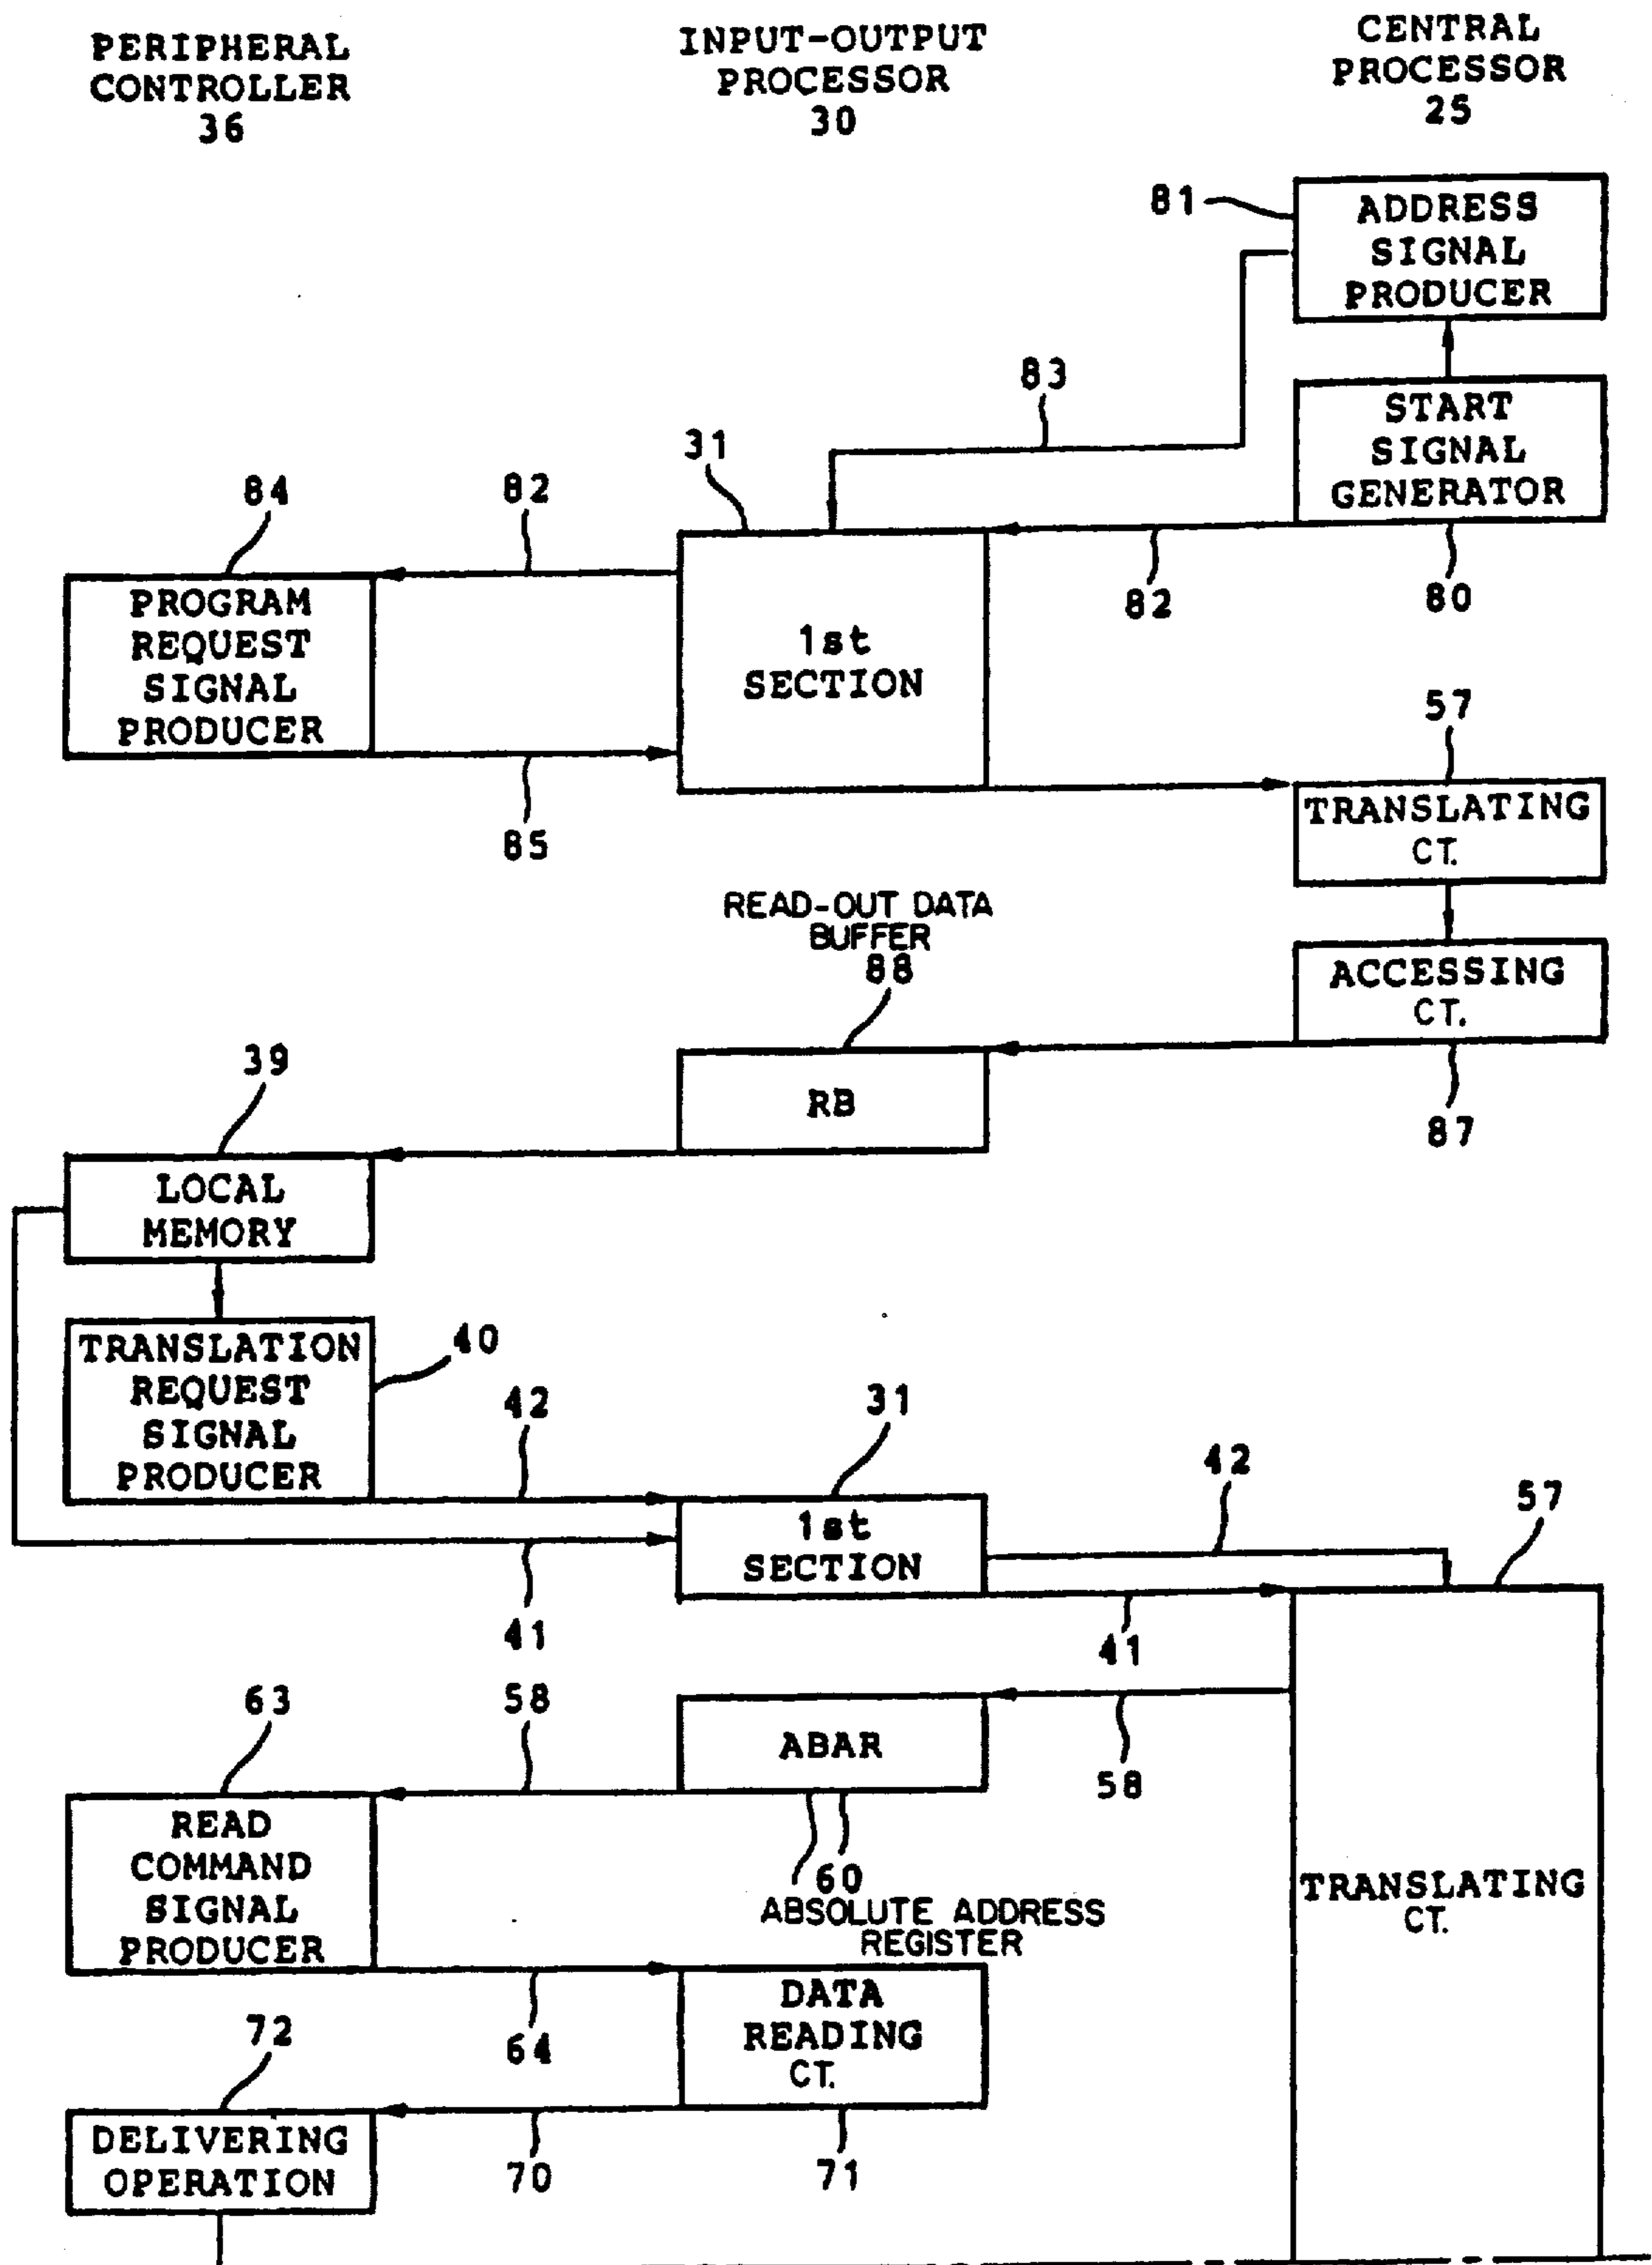 PERIPHERAL
CONTROLLER
36
INPUT-OUTPUT
PROCESSOR
30
CENTRAL
PROCESSOR
25
81
ADDRESS
SIGNAL
PRODUCER
83
START
SIGNAL
GENERATOR
31
84
82
82
80
PROGRAM
REQUEST
SIGNAL
PRODUCER
1st
SECTION
57
85
TRANSLATING
CT.
READ-OUT DATA
BUFFER
88
ACCESSING
CT.
39
RB
87
LOCAL
MEMORY
TRANSLATION
REQUEST
SIGNAL
PRODUCER
40
42
31
42
57
1st
SECTION
41
41
63
58
ABAR
58
READ
COMMAND
SIGNAL
PRODUCER
60
ABSOLUTE ADDRESS
REGISTER
TRANSLATING
CT.
64
DATA
READING
CT.
72
DELIVERING
OPERATION
70
71